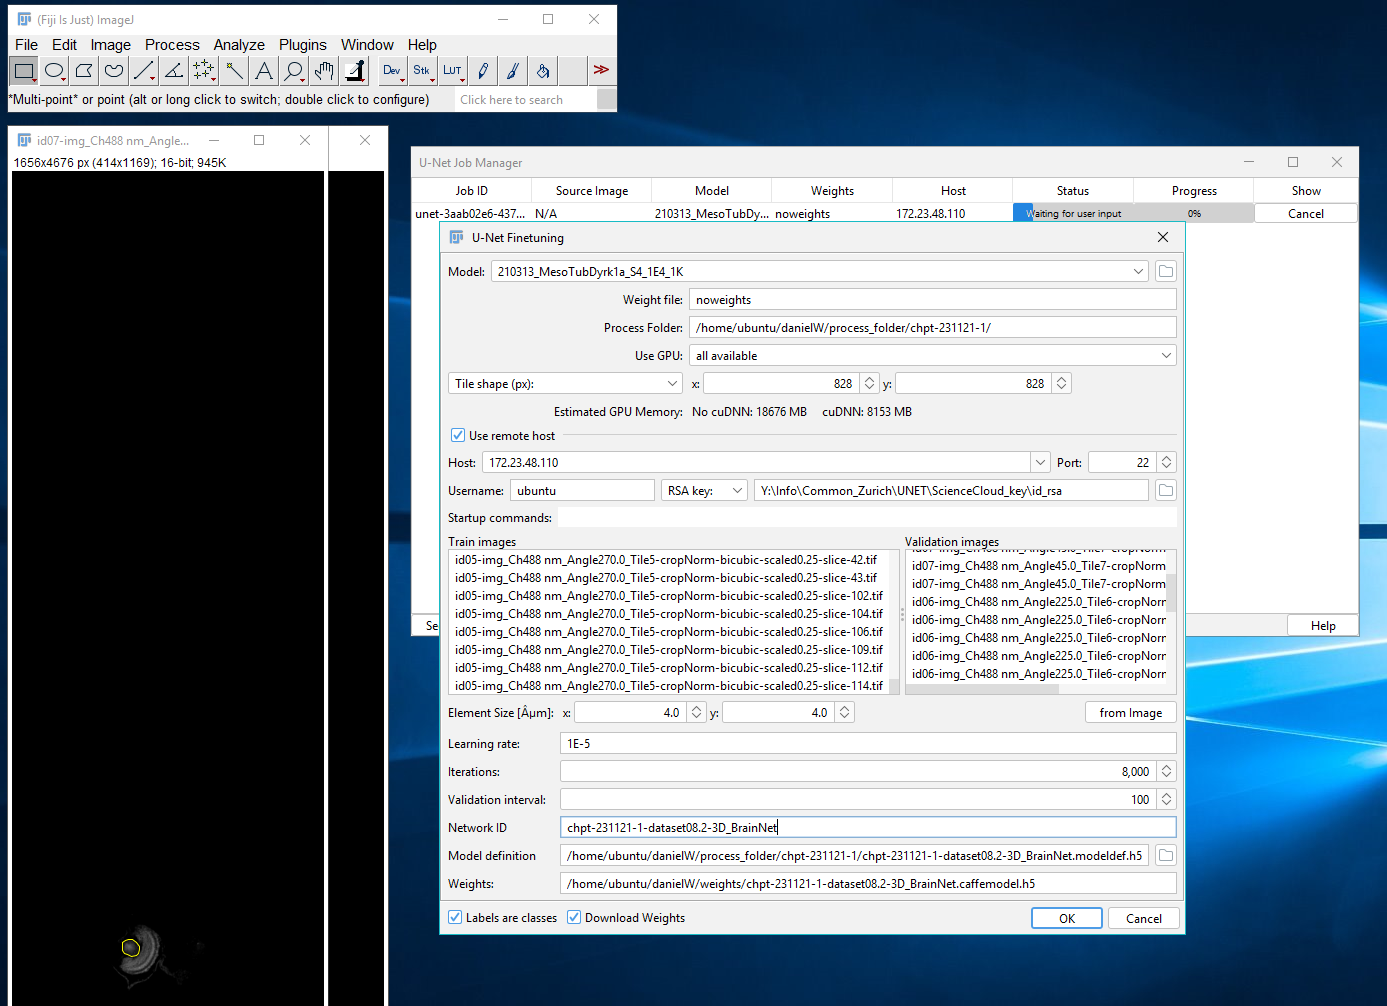 (Fiji Is Just) ImageJ
File Edit Image Process Analyze Plugins Window Help
Dev Stk LUT
*Multi-point* or point (alt or long click to switch; double click to configure)
Click here to search
id07-img_Ch488 nm_Angle...
1656x4676 px (414x1169); 16-bit; 945K
U-Net Job Manager
Job ID Source Image Model Weights Host Status Progress Show
unet-3aab02e6-437... N/A 210313_MesoTubDy... noweights 172.23.48.110 Waiting for user input 0% Cancel
U-Net Finetuning
Model: 210313_MesoTubDyrk1a_S4_1E4_1K
Weight file: noweights
Process Folder: /home/ubuntu/danielW/process_folder/chpt-231121-1/
Use GPU: all available
Tile shape (px): x: 828 y: 828
Estimated GPU Memory: No cuDNN: 18676 MB cuDNN: 8153 MB
Use remote host
Host: 172.23.48.110 Port: 22
Username: ubuntu RSA key: Y:\Info\Common_Zurich\UNET\ScienceCloud_key\id_rsa
Startup commands:
Train images
id05-img_Ch488 nm_Angle270.0_Tile5-cropNorm-bicubic-scaled0.25-slice-42.tif
id05-img_Ch488 nm_Angle270.0_Tile5-cropNorm-bicubic-scaled0.25-slice-43.tif
id05-img_Ch488 nm_Angle270.0_Tile5-cropNorm-bicubic-scaled0.25-slice-102.tif
id05-img_Ch488 nm_Angle270.0_Tile5-cropNorm-bicubic-scaled0.25-slice-104.tif
id05-img_Ch488 nm_Angle270.0_Tile5-cropNorm-bicubic-scaled0.25-slice-106.tif
id05-img_Ch488 nm_Angle270.0_Tile5-cropNorm-bicubic-scaled0.25-slice-109.tif
id05-img_Ch488 nm_Angle270.0_Tile5-cropNorm-bicubic-scaled0.25-slice-112.tif
id05-img_Ch488 nm_Angle270.0_Tile5-cropNorm-bicubic-scaled0.25-slice-114.tif
Validation images
id07-img_Ch488 nm_Angle45.0_Tile7-cropNorm
id07-img_Ch488 nm_Angle45.0_Tile7-cropNorm
id07-img_Ch488 nm_Angle45.0_Tile7-cropNorm
id06-img_Ch488 nm_Angle225.0_Tile6-cropNorr
id06-img_Ch488 nm_Angle225.0_Tile6-cropNorr
id06-img_Ch488 nm_Angle225.0_Tile6-cropNorr
id06-img_Ch488 nm_Angle225.0_Tile6-cropNorr
id06-img_Ch488 nm_Angle225.0_Tile6-cropNorr
Se
Help
Element Size [Âµm]: x: 4.0 y: 4.0 from Image
Learning rate: 1E-5
Iterations: 8,000
Validation interval: 100
Network ID chpt-231121-1-dataset08.2-3D_BrainNet
Model definition /home/ubuntu/danielW/process_folder/chpt-231121-1/chpt-231121-1-dataset08.2-3D_BrainNet.modeldef.h5
Weights: /home/ubuntu/danielW/weights/chpt-231121-1-dataset08.2-3D_BrainNet.caffemodel.h5
Labels are classes Download Weights OK Cancel